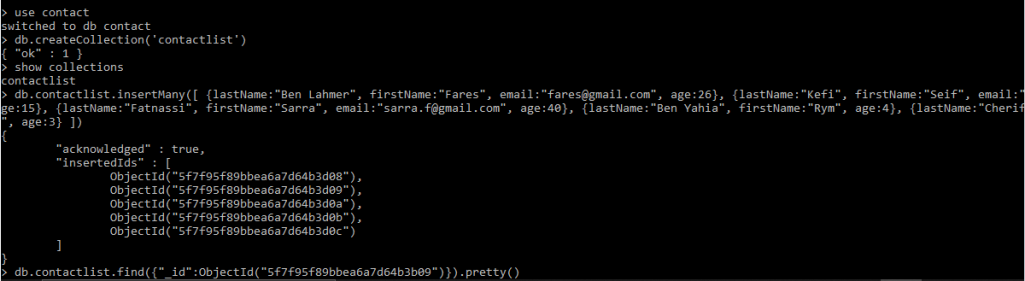 > use contact
switched to db contact
> db.createCollection('contactlist')
{ "ok" : 1 }
> show collections
contactlist
> db.contactlist.insertMany([ {lastName:"Ben Lahmer", firstName:"Fares", email:"fares@gmail.com", age:26}, {lastName:"Kefi", firstName:"Seif", email:"
ge:15}, {lastName:"Fatnassi", firstName:"Sarra", email:"sarra.f@gmail.com", age:40}, {lastName:"Ben Yahia", firstName:"Rym", age:4}, {lastName:"Cherif
", age:3} ])
{
"acknowledged" : true,
"insertedIds" : [
ObjectId("5f7f95f89bbea6a7d64b3d08"),
ObjectId("5f7f95f89bbea6a7d64b3d09"),
ObjectId("5f7f95f89bbea6a7d64b3d0a"),
ObjectId("5f7f95f89bbea6a7d64b3d0b"),
ObjectId("5f7f95f89bbea6a7d64b3d0c")
]
}
> db.contactlist.find({"_id":ObjectId("5f7f95f89bbea6a7d64b3b09")}).pretty()